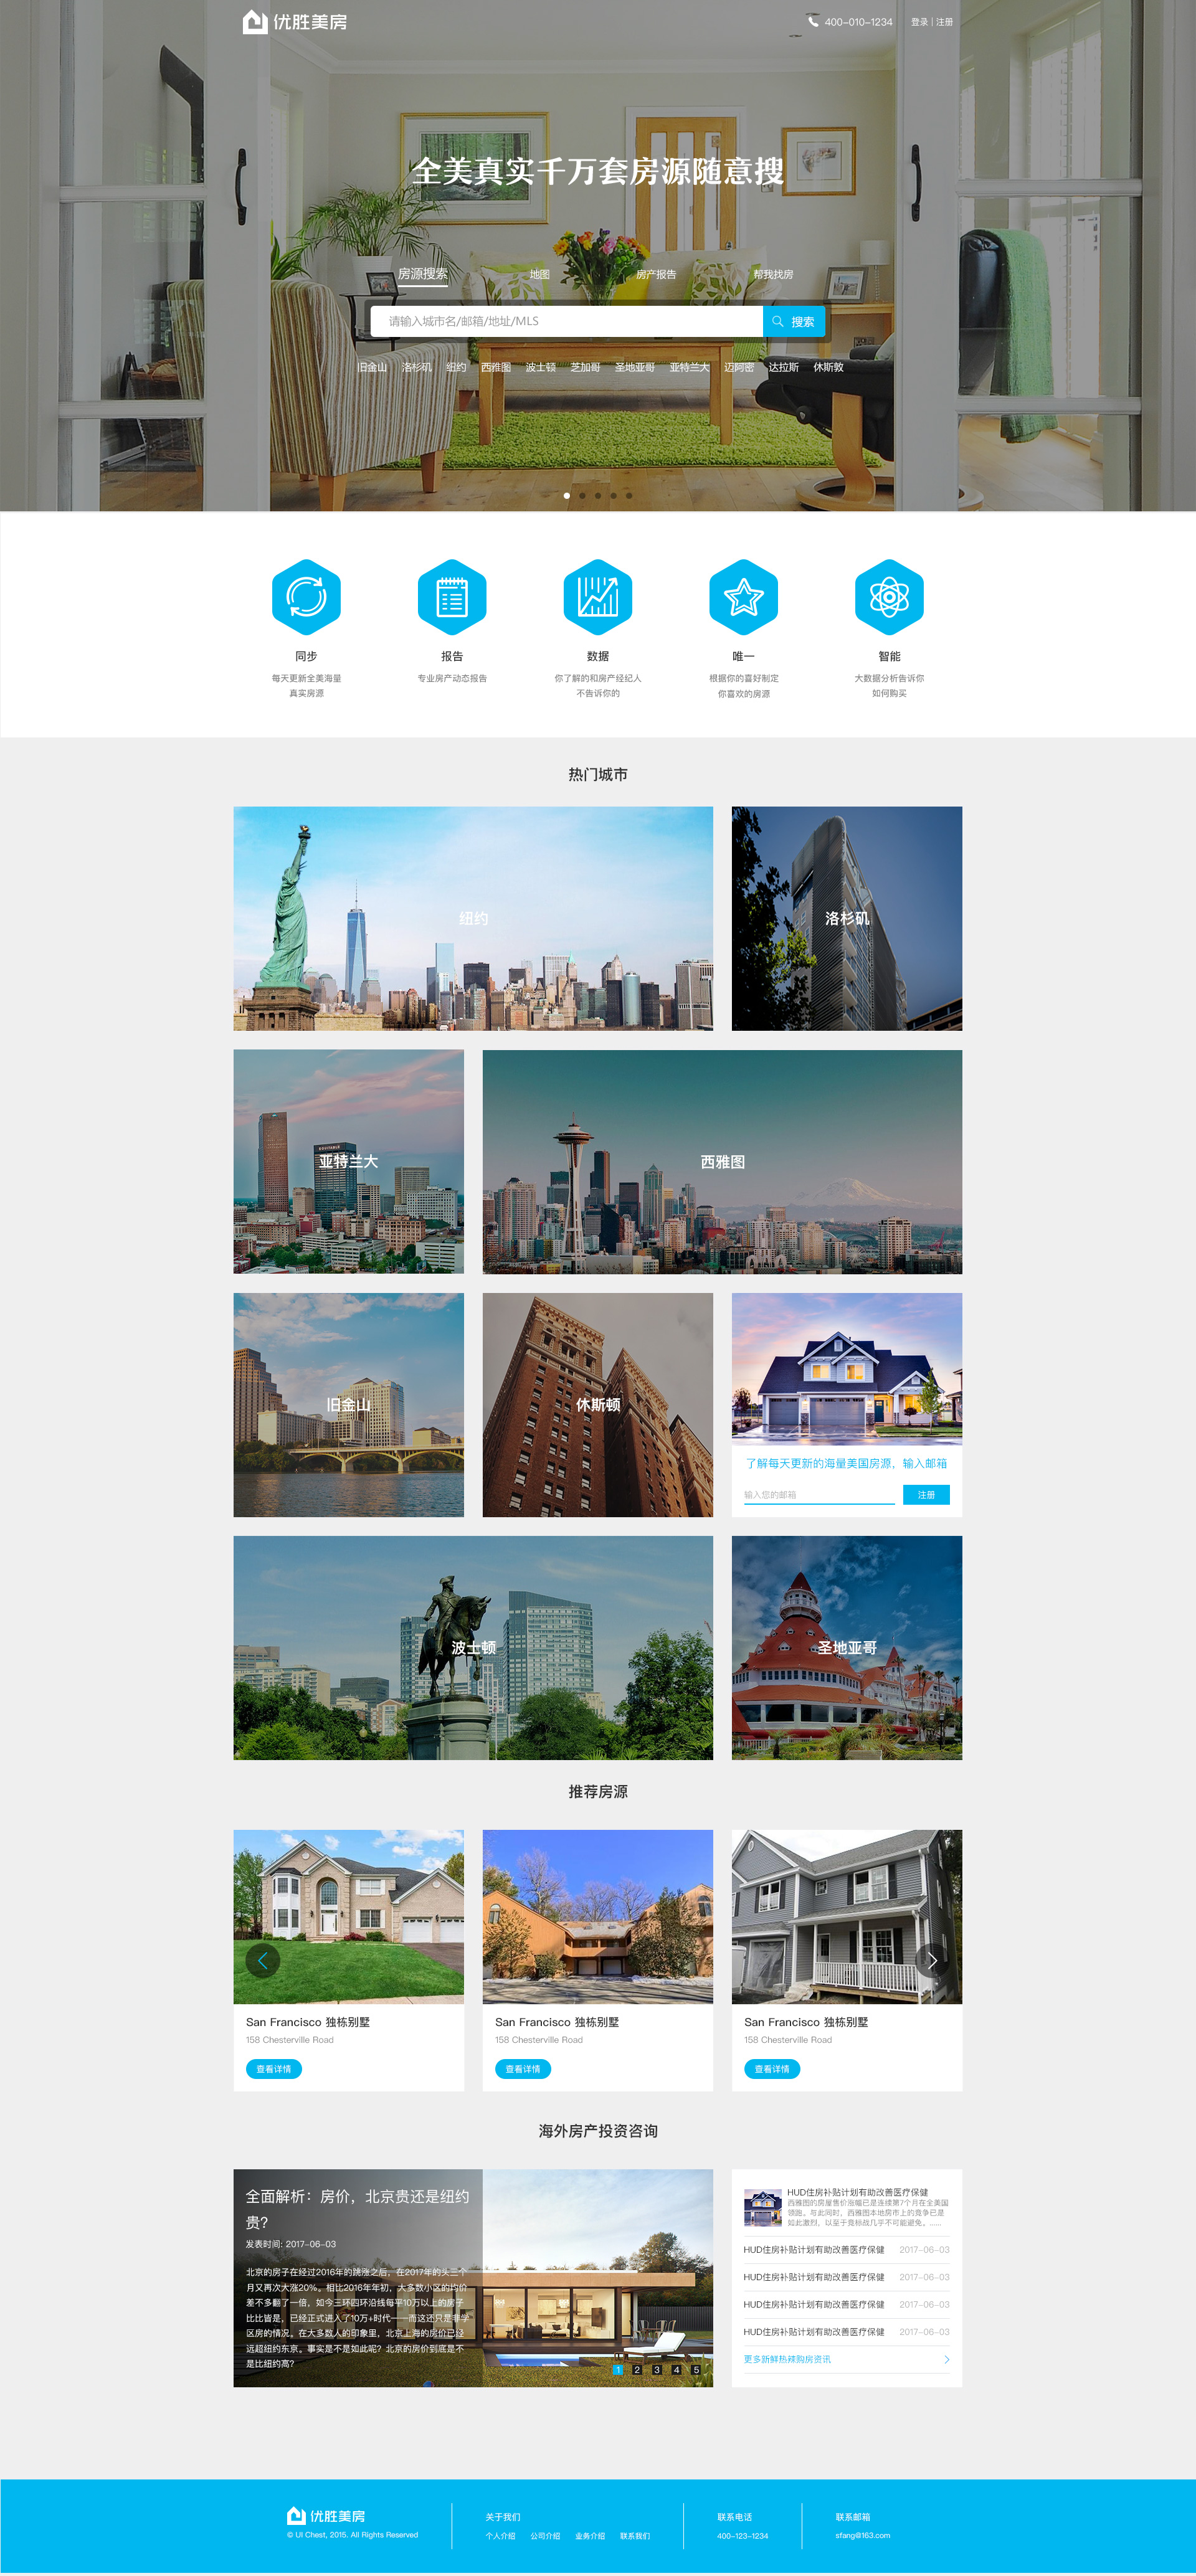 优胜美房
400-010-1234
登录 | 注册
全美真实千万套房源随意搜
房源搜索 地图 房产报告 帮我找房
请输入城市名/邮箱/地址/MLS
搜索
旧金山 洛杉矶 纽约 西雅图 波士顿 芝加哥 圣地亚哥 亚特兰大 迈阿密 达拉斯 休斯敦
同步 报告 数据 唯一 智能
每天更新全美海量 专业房产动态报告 你了解的和房产经纪人 根据你的喜好制定 大数据分析告诉你
真实房源 不告诉你的 你喜欢的房源 如何购买
热门城市
纽约
洛杉矶
亚特兰大
西雅图
旧金山
休斯顿
了解每天更新的海量美国房源，输入邮箱
输入您的邮箱
注册
波士顿
圣地亚哥
推荐房源
San Francisco 独栋别墅
158 Chesterville Road
查看详情
San Francisco 独栋别墅
158 Chesterville Road
查看详情
San Francisco 独栋别墅
158 Chesterville Road
查看详情
海外房产投资咨询
全面解析：房价，北京贵还是纽约
贵？
发表时间: 2017-06-03
北京的房子在经过2016年的跳涨之后，在2017年的头三个
月又再次大涨20%。相比2016年年初，大多数小区的均价
差不多翻了一倍，如今三环四环沿线每平10万以上的房子
比比皆是，已经正式进入了10万+时代——而这还只是非学
区房的情况。在大多数人的印象里，北京上海的房价已经
远超纽约东京。事实是不是如此呢？北京的房价到底是不
是比纽约高？
1 2 3 4 5
HUD住房补贴计划有助改善医疗保健
西雅图的房屋售价涨幅已是连续第7个月在全美国
领跑。与此同时，西雅图本地房市上的竞争已是
如此激烈，以至于竞标战几乎不可能避免。......
HUD住房补贴计划有助改善医疗保健 2017-06-03
HUD住房补贴计划有助改善医疗保健 2017-06-03
HUD住房补贴计划有助改善医疗保健 2017-06-03
HUD住房补贴计划有助改善医疗保健 2017-06-03
更多新鲜热辣购房资讯
优胜美房
© UI Chest, 2015. All Rights Reserved
关于我们
个人介绍 公司介绍 业务介绍 联系我们
联系电话
400-123-1234
联系邮箱
sfang@163.com